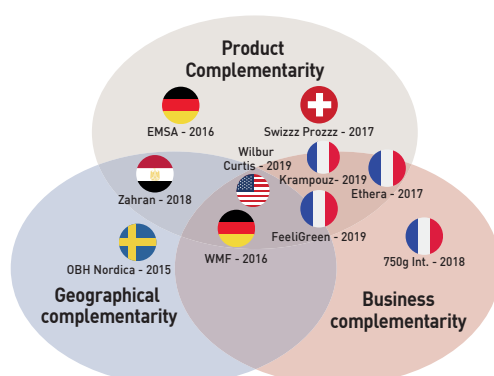 Product
Complementarity
EMSA - 2016
Swizzz Prozzz - 2017
Wilbur
Curtis - 2019
Krampouz - 2019
Zahran - 2018
Ethera - 2017
FeeliGreen - 2019
OBH Nordica - 2015
WMF - 2016
750g Int. - 2018
Geographical
complementarity
Business
complementarity